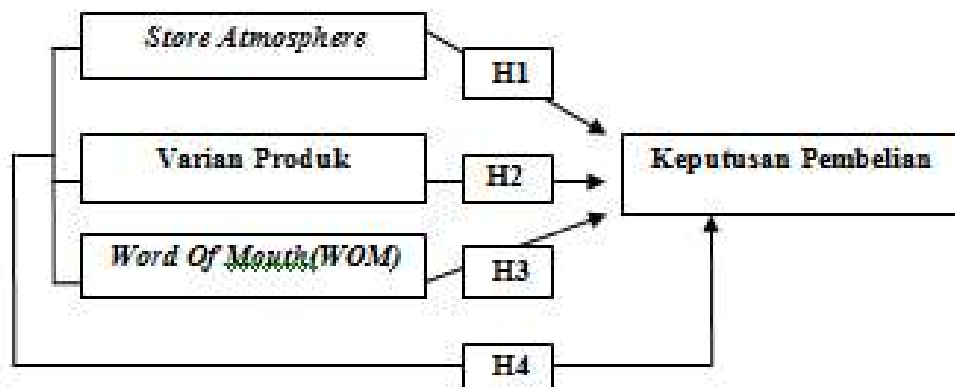 Store Atmosphere
H1
Varian Produk
H2
Keputusan Pembelian
Word Of Mouth(WOM)
H3
H4